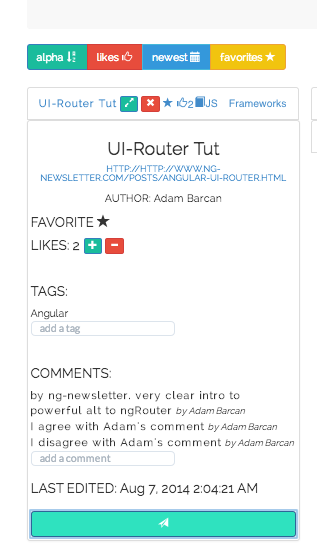 alpha likes newest favorites
UI-Router Tut 2 JS Frameworks
UI-Router Tut
HTTP://HTTP://WWW.NG-
NEWSLETTER.COM/POSTS/ANGULAR-UI-ROUTER.HTML
AUTHOR: Adam Barcan
FAVORITE
LIKES: 2
TAGS:
Angular
add a tag
COMMENTS:
by ng-newsletter. very clear intro to
powerful alt to ngRouter by Adam Barcan
I agree with Adam's comment by Adam Barcan
I disagree with Adam's comment by Adam Barcan
add a comment
LAST EDITED: Aug 7, 2014 2:04:21 AM